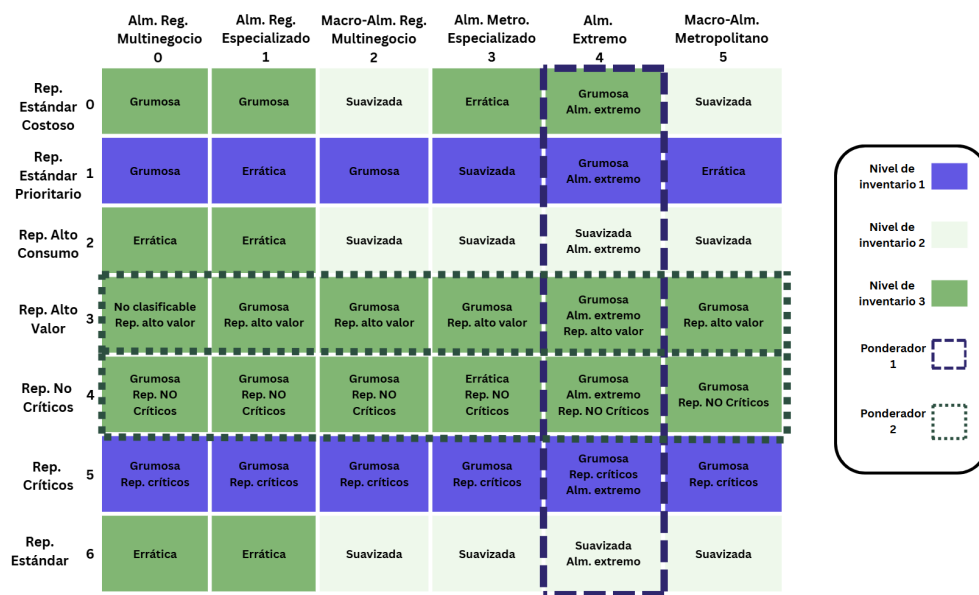 Alm. Reg.
Multinegocio
0
Alm. Reg.
Especializado
1
Macro-Alm. Reg.
Multinegocio
2
Alm. Metro.
Especializado
3
Alm.
Extremo
4
Macro-Alm.
Metropolitano
5
Rep.
Estándar
Costoso
0
Grumosa
Grumosa
Suavizada
Errática
Grumosa
Alm. extremo
Suavizada
Rep.
Estándar
Prioritario
1
Grumosa
Errática
Grumosa
Suavizada
Grumosa
Alm. extremo
Errática
Rep. Alto
Consumo
2
Errática
Errática
Suavizada
Suavizada
Suavizada
Alm. extremo
Suavizada
Rep. Alto
Valor
3
No clasificable
Rep. alto valor
Grumosa
Rep. alto valor
Grumosa
Rep. alto valor
Grumosa
Rep. alto valor
Grumosa
Alm. extremo
Rep. alto valor
Grumosa
Rep. alto valor
Rep. No
Críticos
4
Grumosa
Rep. NO
Críticos
Grumosa
Rep. NO
Críticos
Grumosa
Rep. NO
Críticos
Errática
Rep. NO
Críticos
Grumosa
Alm. extremo
Rep. NO Críticos
Grumosa
Rep. NO Críticos
Rep.
Críticos
5
Grumosa
Rep. críticos
Grumosa
Rep. críticos
Grumosa
Rep. críticos
Grumosa
Rep. críticos
Grumosa
Rep. críticos
Alm. extremo
Grumosa
Rep. críticos
Rep.
Estándar
6
Errática
Errática
Suavizada
Suavizada
Suavizada
Alm. extremo
Suavizada
Nivel de
inventario 1
Nivel de
inventario 2
Nivel de
inventario 3
Ponderador
1
Ponderador
2